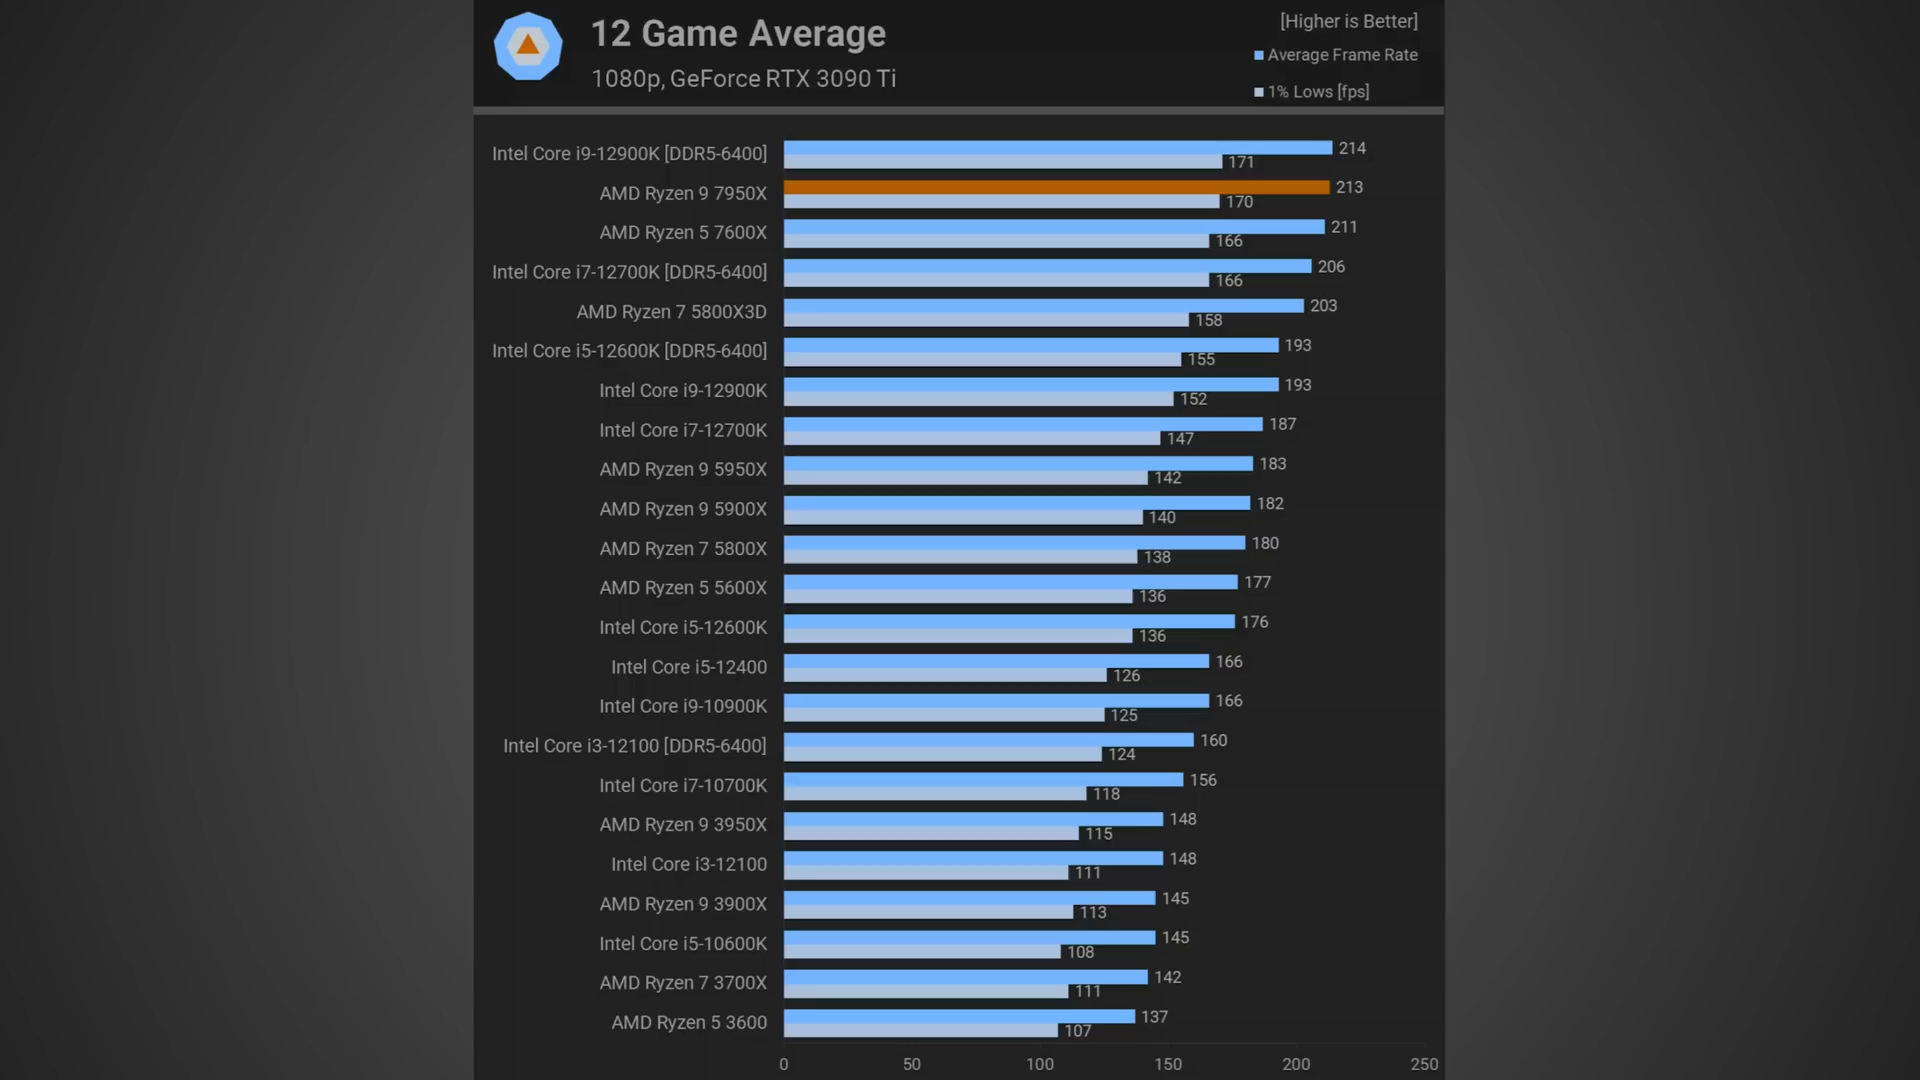 12 Game Average
1080p, GeForce RTX 3090 Ti
[Higher is Better]
Average Frame Rate
1% Lows [fps]
Intel Core i9-12900K [DDR5-6400] 214 171
AMD Ryzen 9 7950X 213 170
AMD Ryzen 5 7600X 211 166
Intel Core i7-12700K [DDR5-6400] 206 166
AMD Ryzen 7 5800X3D 203 158
Intel Core i5-12600K [DDR5-6400] 193 155
Intel Core i9-12900K 193 152
Intel Core i7-12700K 187 147
AMD Ryzen 9 5950X 183 142
AMD Ryzen 9 5900X 182 140
AMD Ryzen 7 5800X 180 138
AMD Ryzen 5 5600X 177 136
Intel Core i5-12600K 176 136
Intel Core i5-12400 166 126
Intel Core i9-10900K 166 125
Intel Core i3-12100 [DDR5-6400] 160 124
Intel Core i7-10700K 156 118
AMD Ryzen 9 3950X 148 115
Intel Core i3-12100 148 111
AMD Ryzen 9 3900X 145 113
Intel Core i5-10600K 145 108
AMD Ryzen 7 3700X 142 111
AMD Ryzen 5 3600 137 107
0 50 100 150 200 250